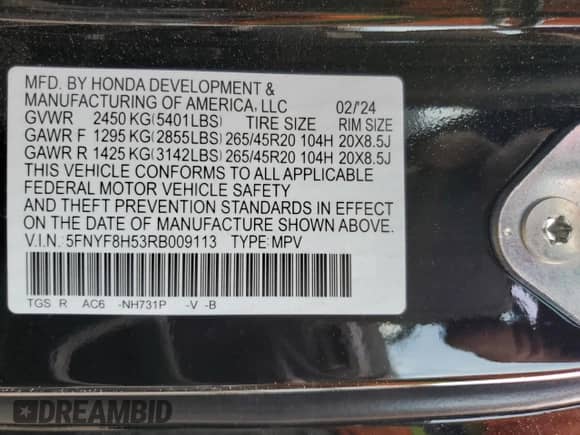 MFD. BY HONDA DEVELOPMENT &
MANUFACTURING OF AMERICA, LLC 02/'24
GVWR 2450 KG(5401LBS) TIRE SIZE RIM SIZE
GAWR F 1295 KG(2855LBS) 265/45R20 104H 20X8.5J
GAWR R 1425 KG(3142LBS) 265/45R20 104H 20X8.5J
THIS VEHICLE CONFORMS TO ALL APPLICABLE
FEDERAL MOTOR VEHICLE SAFETY
AND THEFT PREVENTION STANDARDS IN EFFECT
ON THE DATE OF MANUFACTURE SHOWN ABOVE.
V.I.N.: 5FNYF8H53RB009113 TYPE: MPV
TGS R AC6 -NH731P -V -B
DREAMBID